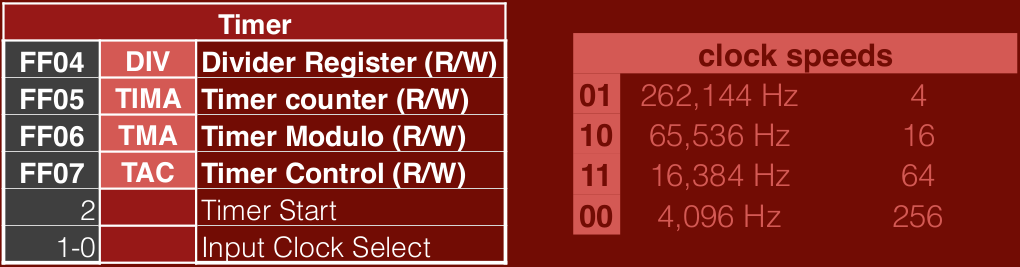 Timer
FF04 DIV Divider Register (R/W)
FF05 TIMA Timer counter (R/W)
FF06 TMA Timer Modulo (R/W)
FF07 TAC Timer Control (R/W)
2 Timer Start
1-0 Input Clock Select
clock speeds
01 262,144 Hz 4
10 65,536 Hz 16
11 16,384 Hz 64
00 4,096 Hz 256